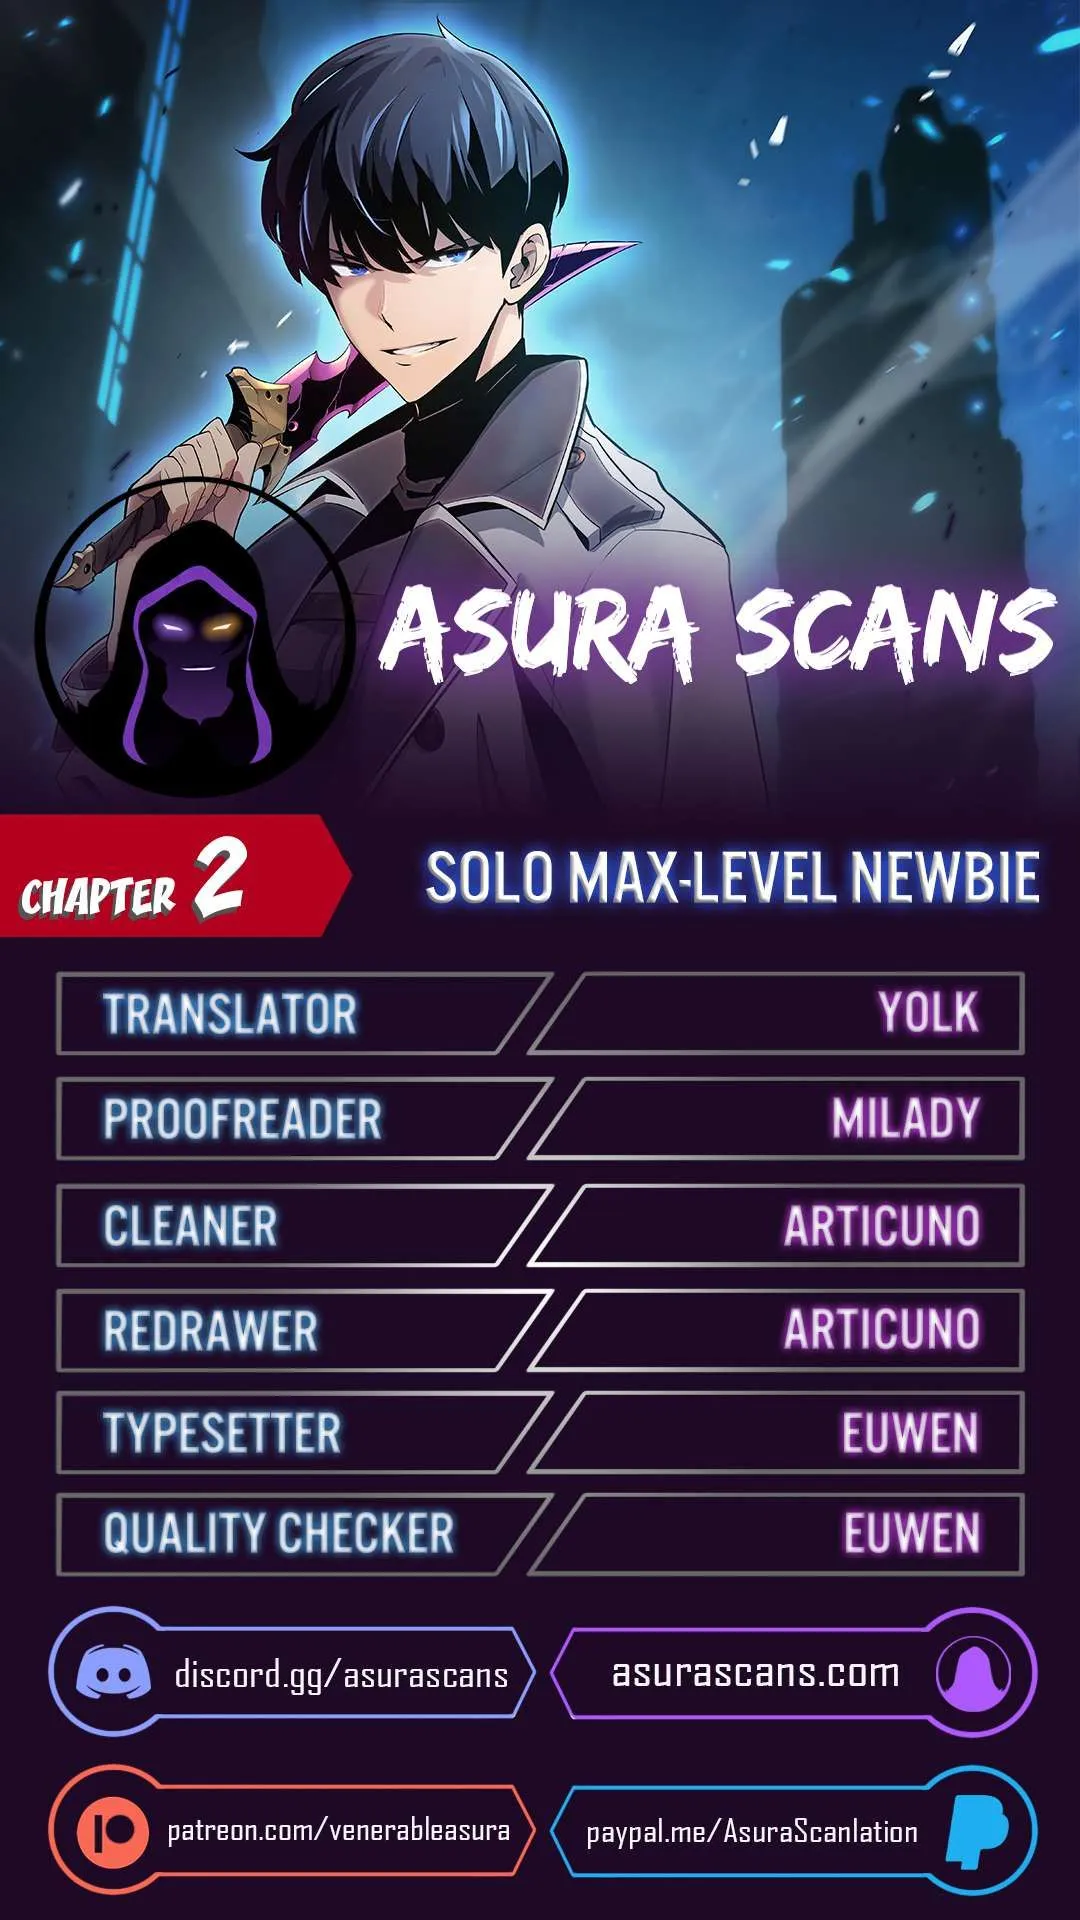 ASURA SCANS
CHAPTER 2
SOLO MAX-LEVEL NEWBIE
TRANSLATOR YOLK
PROOFREADER MILADY
CLEANER ARTICUNO
REDRAWER ARTICUNO
TYPESETTER EUWEN
QUALITY CHECKER EUWEN
discord.gg/asurascans
asurascans.com
patreon.com/venerableasura
paypal.me/AsuraScanlation